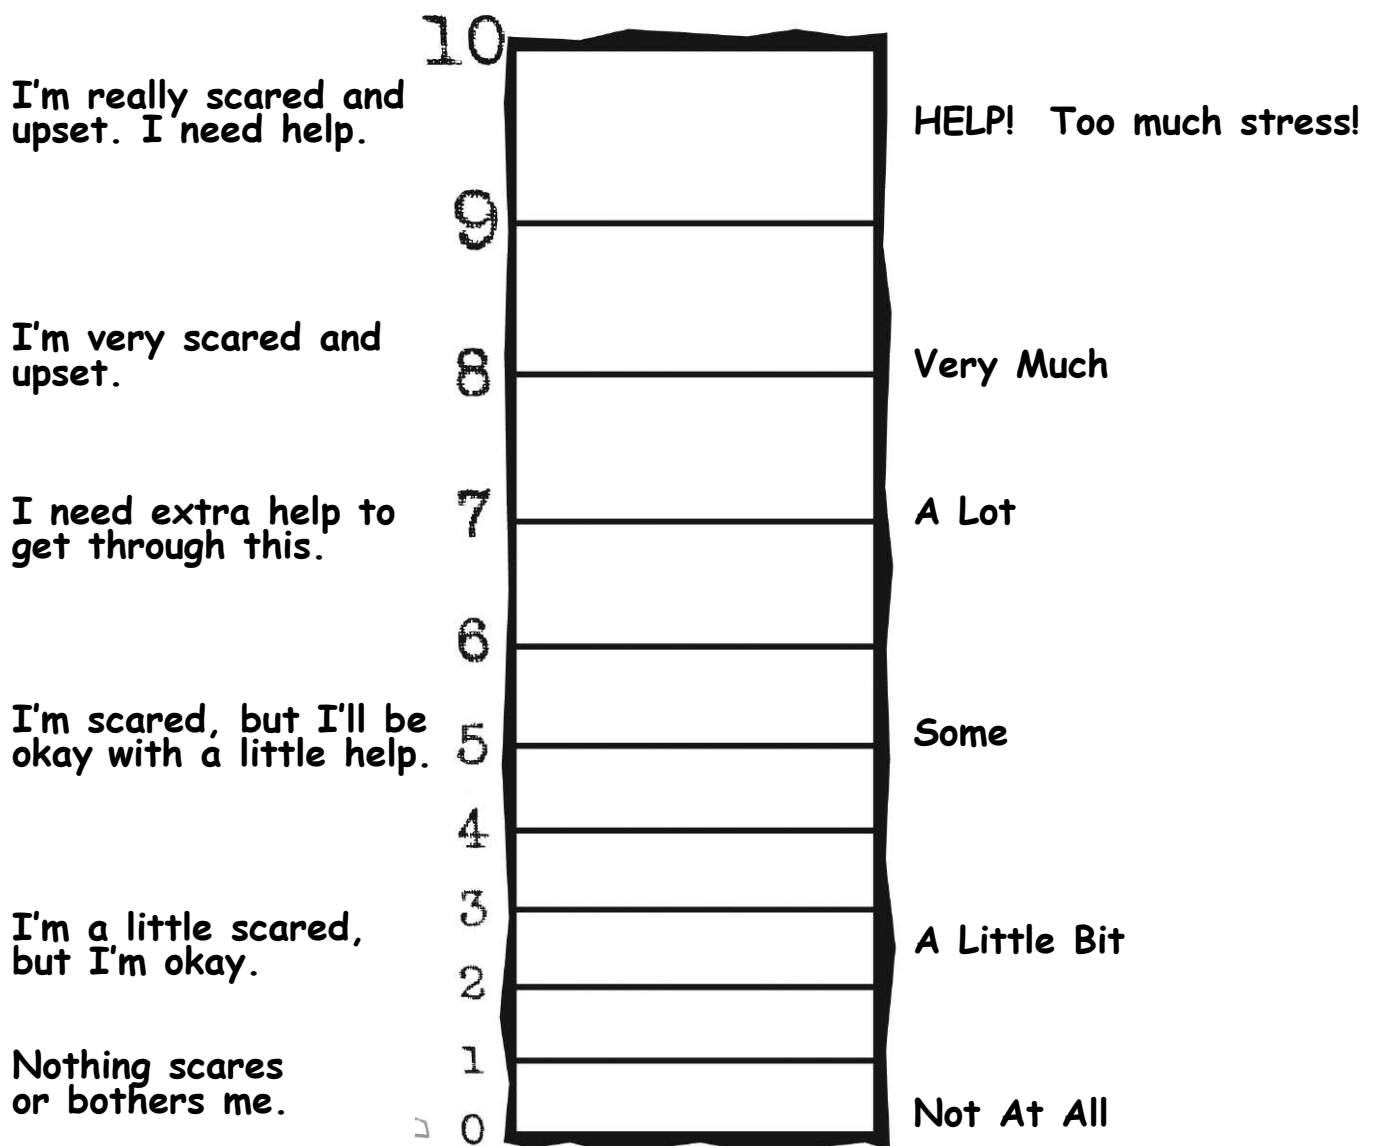 10
I'm really scared and
upset. I need help.
HELP!  Too much stress!
9
I'm very scared and
upset.
8
Very Much
I need extra help to
get through this.
7
A Lot
6
I'm scared, but I'll be
okay with a little help.
5
Some
4
3
I'm a little scared,
but I'm okay.
A Little Bit
2
1
Nothing scares
or bothers me.
0
Not At All